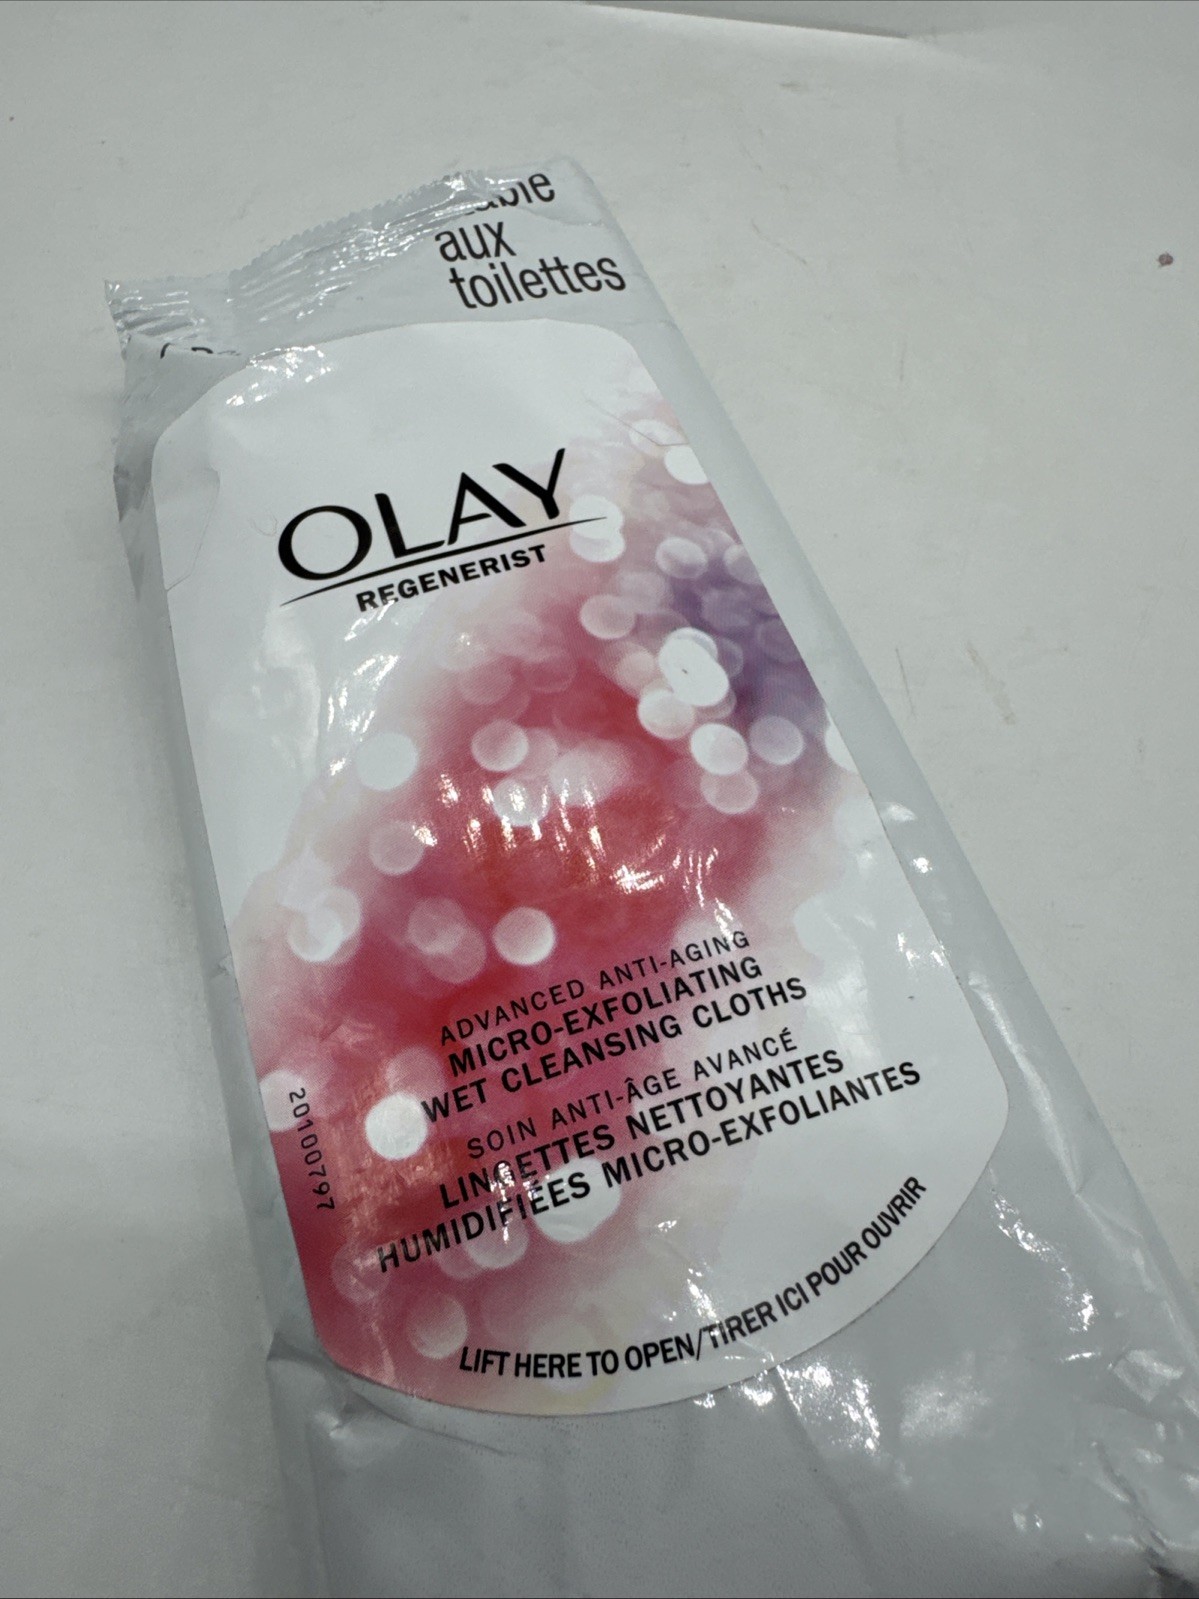 aux
toilettes
OLAY
REGENERIST
ADVANCED ANTI-AGING
MICRO-EXFOLIATING
WET CLEANSING CLOTHS
SOIN ANTI-ÂGE AVANCÉ
LINGETTES NETTOYANTES
HUMIDIFIÉES MICRO-EXFOLIANTES
20100797
LIFT HERE TO OPEN/TIRER ICI POUR OUVRIR